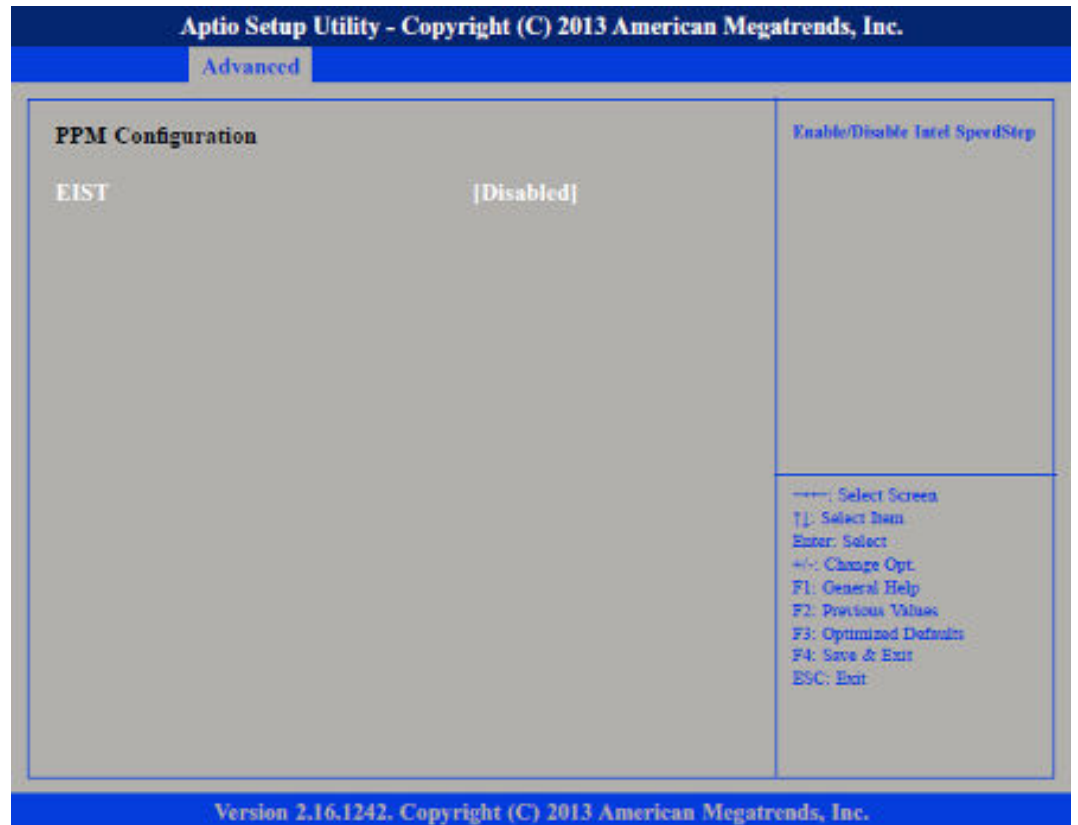 Aptio Setup Utility - Copyright (C) 2013 American Megatrends, Inc.
Advanced
PPM Configuration
EIST [Disabled]
Enable/Disable Intel SpeedStep
→←: Select Screen
↑↓: Select Item
Enter: Select
+/-: Change Opt.
F1: General Help
F2: Previous Values
F3: Optimized Defaults
F4: Save & Exit
ESC: Exit
Version 2.16.1242. Copyright (C) 2013 American Megatrends, Inc.